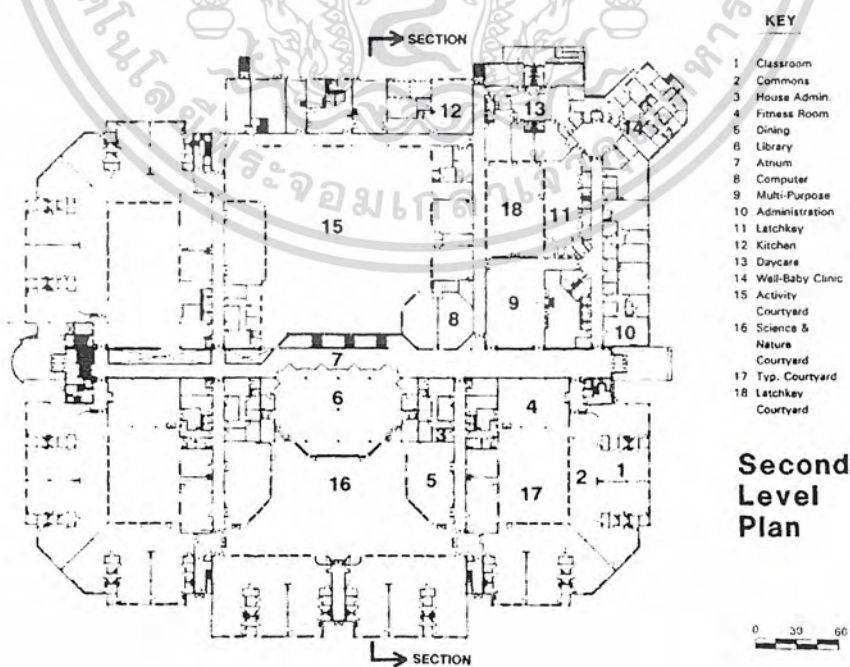 SECTION
12
13
14
15
18
11
9
8
10
7
6
4
3
5
16
17
2
1
SECTION
KEY
1 Classroom
2 Commons
3 House Admin.
4 Fitness Room
5 Dining
6 Library
7 Atrium
8 Computer
9 Multi-Purpose
10 Administration
11 Latchkey
12 Kitchen
13 Daycare
14 Well-Baby Clinic
15 Activity
Courtyard
16 Science &
Nature
Courtyard
17 Typ. Courtyard
18 Latchkey
Courtyard
Second
Level
Plan
0 30 60